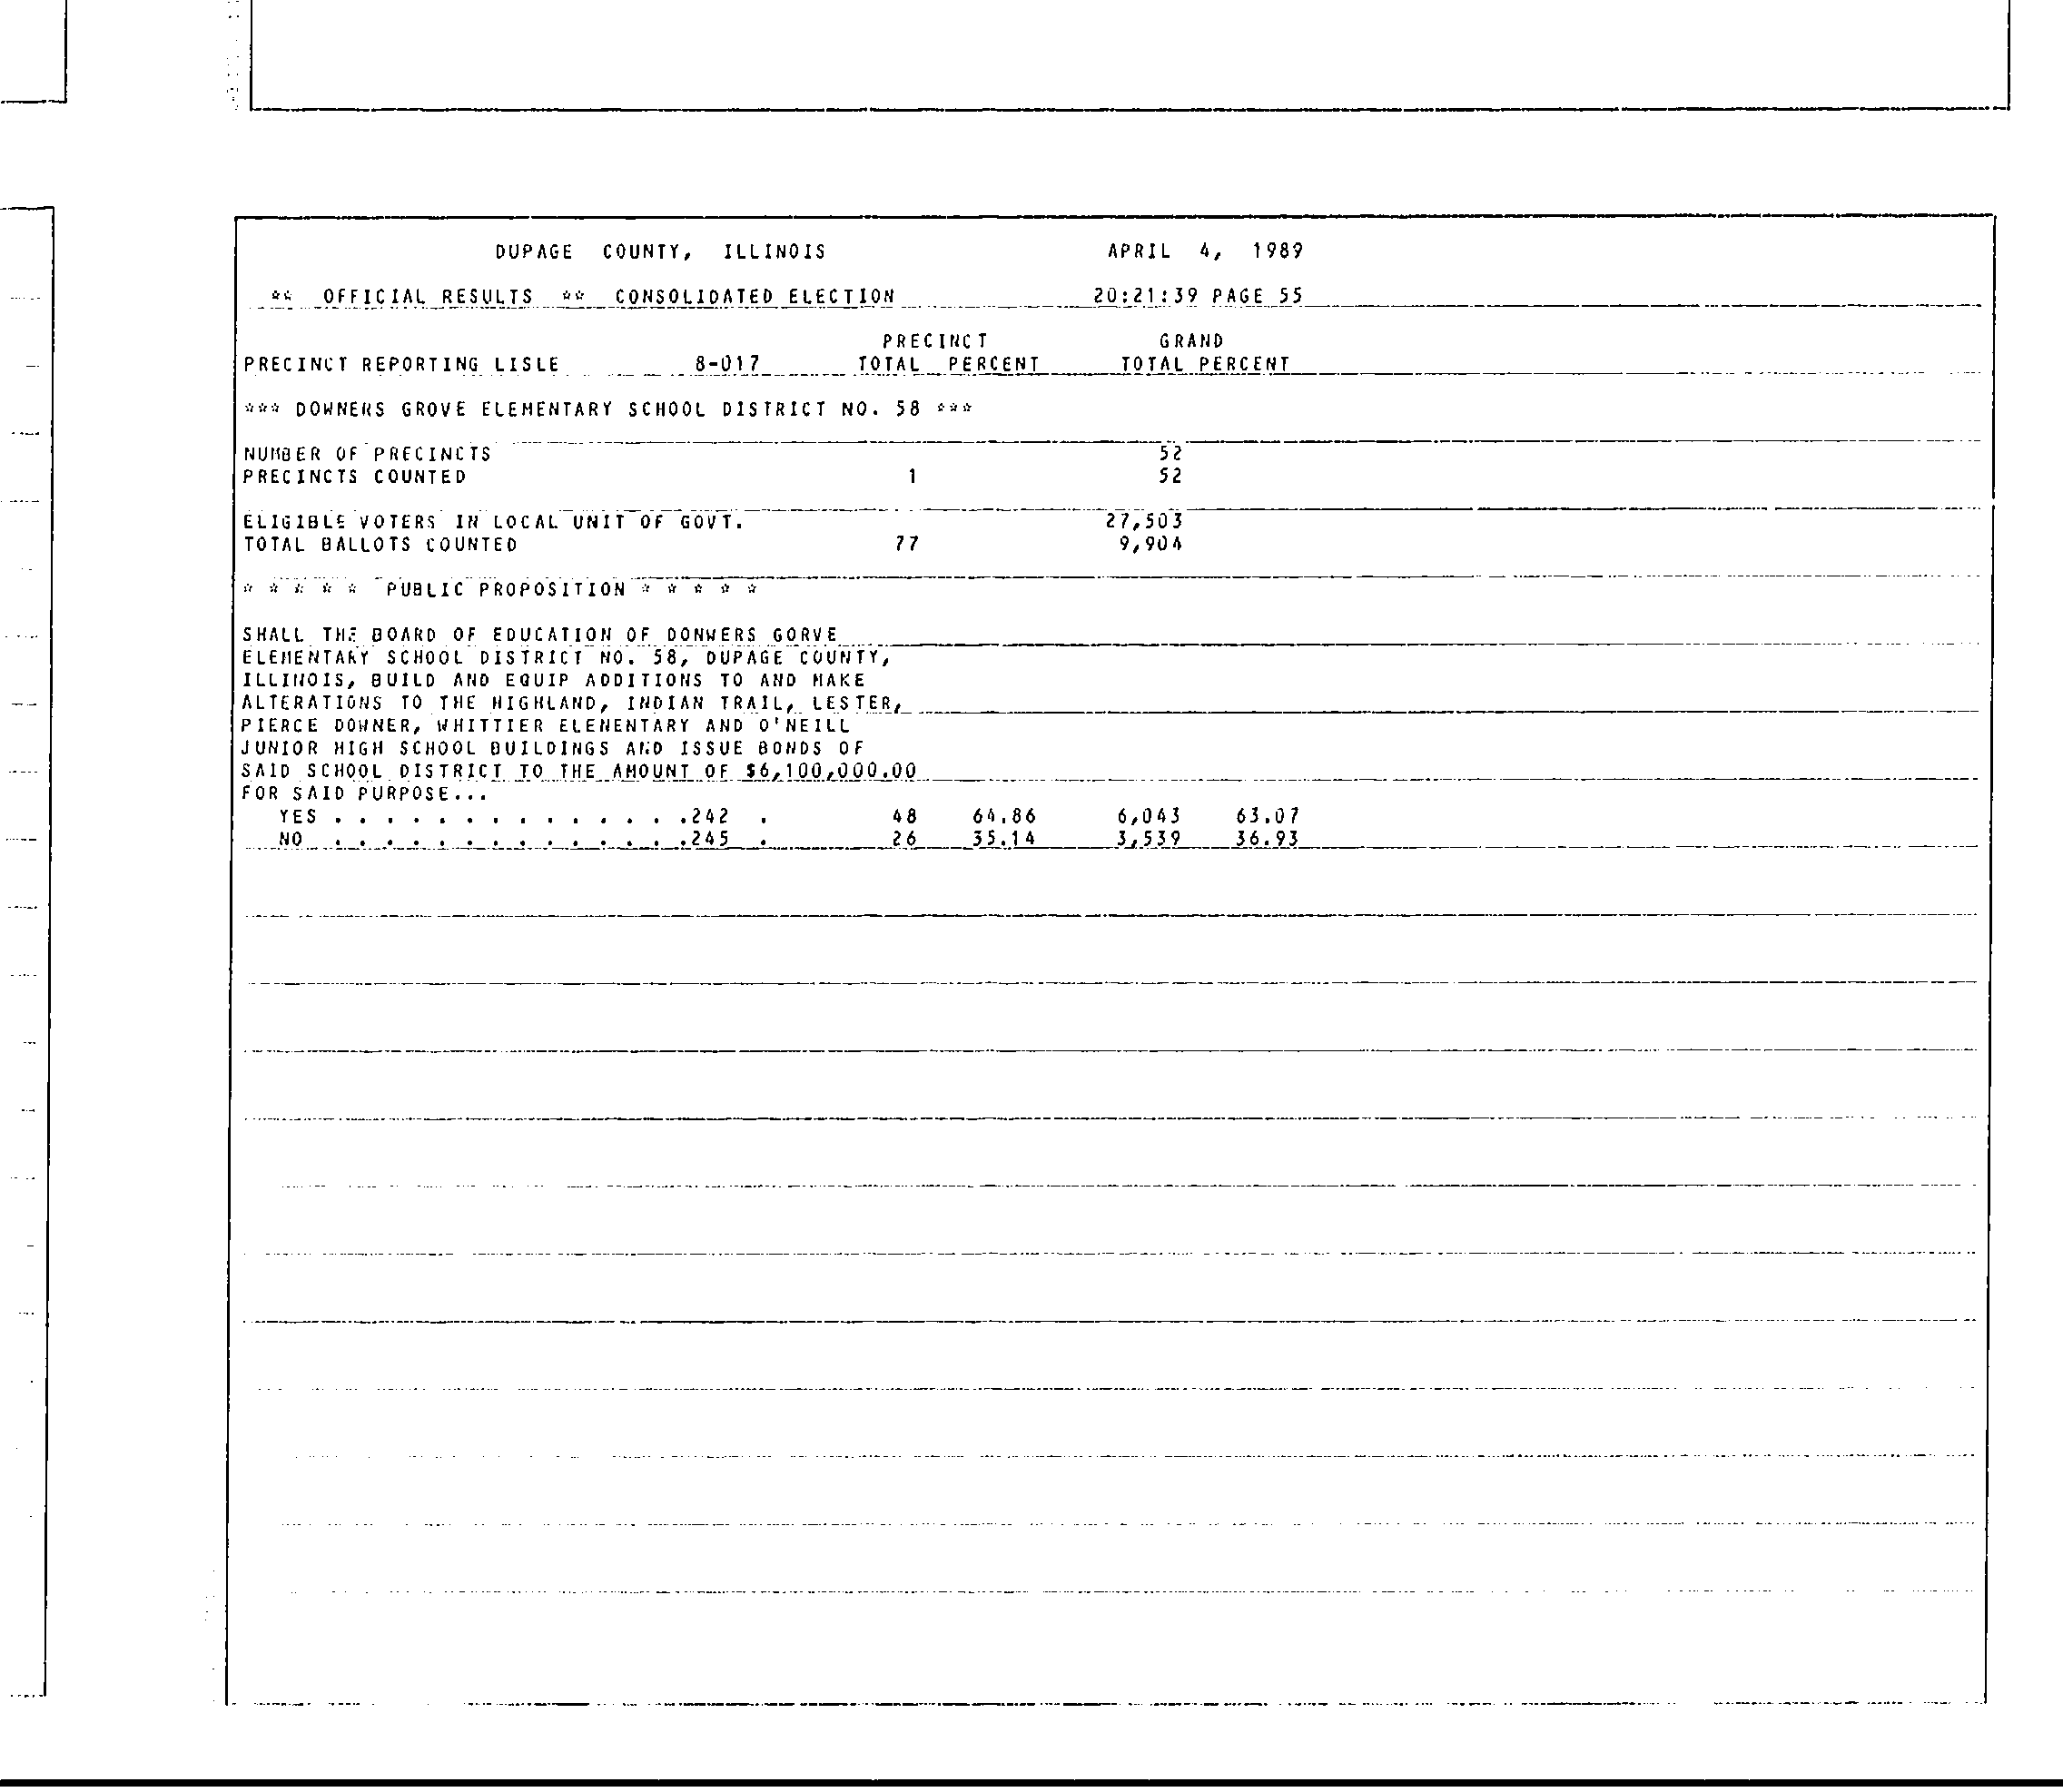 DUPAGE COUNTY, ILLINOIS APRIL 4, 1989
** OFFICIAL RESULTS ** CONSOLIDATED ELECTION 20:21:39 PAGE 55
PRECINCT GRAND
PRECINCT REPORTING LISLE 8-017 TOTAL PERCENT TOTAL PERCENT
*** DOWNERS GROVE ELEMENTARY SCHOOL DISTRICT NO. 58 ***
NUMBER OF PRECINCTS 52
PRECINCTS COUNTED 1 52
ELIGIBLE VOTERS IN LOCAL UNIT OF GOVT. 27,503
TOTAL BALLOTS COUNTED 77 9,904
* * * * * PUBLIC PROPOSITION * * * * *
SHALL THE BOARD OF EDUCATION OF DONWERS GORVE
ELEMENTARY SCHOOL DISTRICT NO. 58, DUPAGE COUNTY,
ILLINOIS, BUILD AND EQUIP ADDITIONS TO AND MAKE
ALTERATIONS TO THE HIGHLAND, INDIAN TRAIL, LESTER,
PIERCE DOWNER, WHITTIER ELEMENTARY AND O'NEILL
JUNIOR HIGH SCHOOL BUILDINGS AND ISSUE BONDS OF
SAID SCHOOL DISTRICT TO THE AMOUNT OF $6,100,000.00
FOR SAID PURPOSE...
YES . . . . . . . . . . . . . .242 . 48 64.86 6,043 63.07
NO . . . . . . . . . . . . . .245 . 26 35.14 3,539 36.93